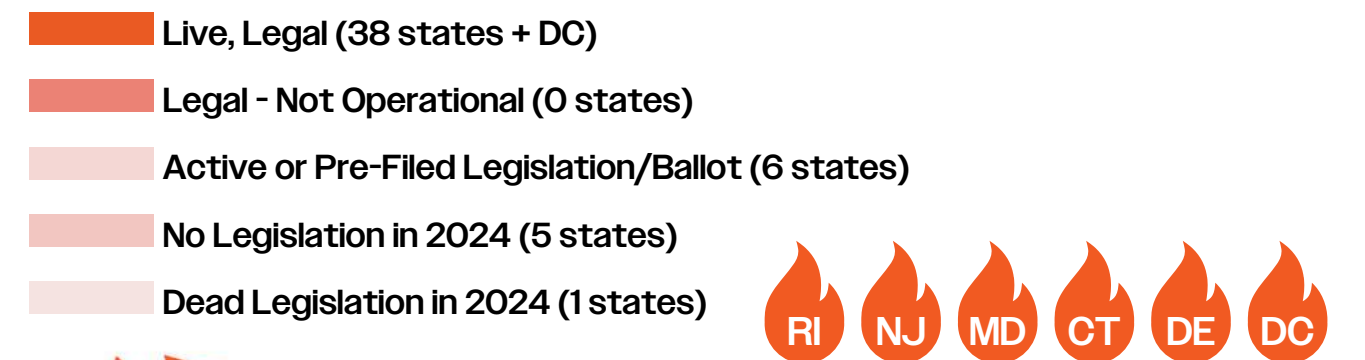 Live, Legal (38 states + DC)
Legal - Not Operational (0 states)
Active or Pre-Filed Legislation/Ballot (6 states)
No Legislation in 2024 (5 states)
Dead Legislation in 2024 (1 states)
RI NJ MD CT DE DC